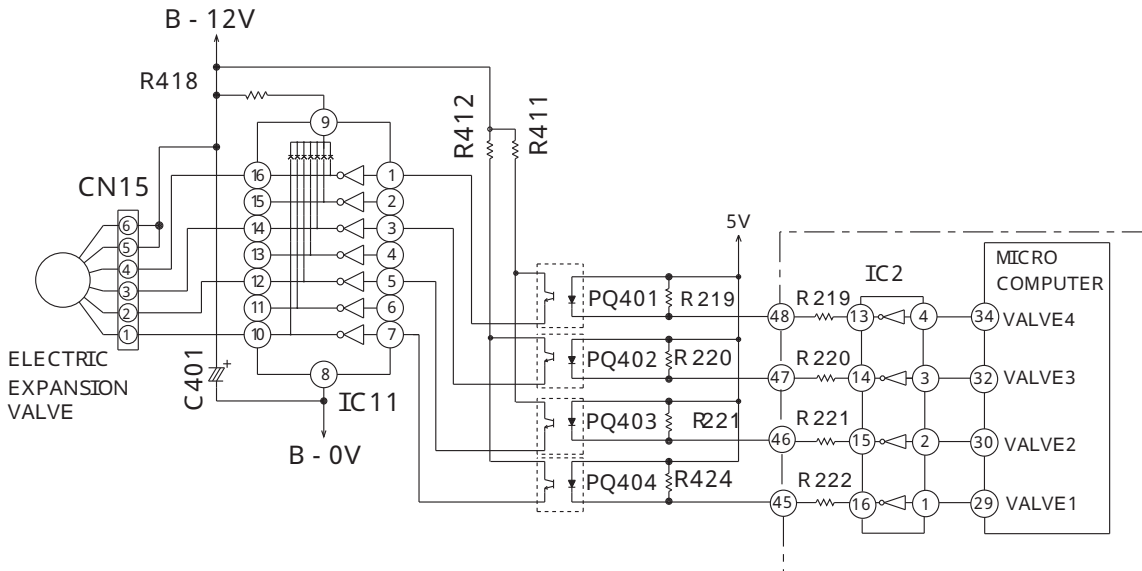 B - 12V
R418
R412
R411
9
CN15
16
1
15
2
14
3
13
4
12
5
11
6
10
7
8
6
5
4
3
2
1
ELECTRIC
EXPANSION
VALVE
C401
+
IC11
B - 0V
5V
PQ401
R219
PQ402
R220
PQ403
R221
PQ404
R424
48
R219
13
4
34
VALVE4
47
R220
14
3
32
VALVE3
46
R221
15
2
30
VALVE2
45
R222
16
1
29
VALVE1
IC2
MICRO
COMPUTER